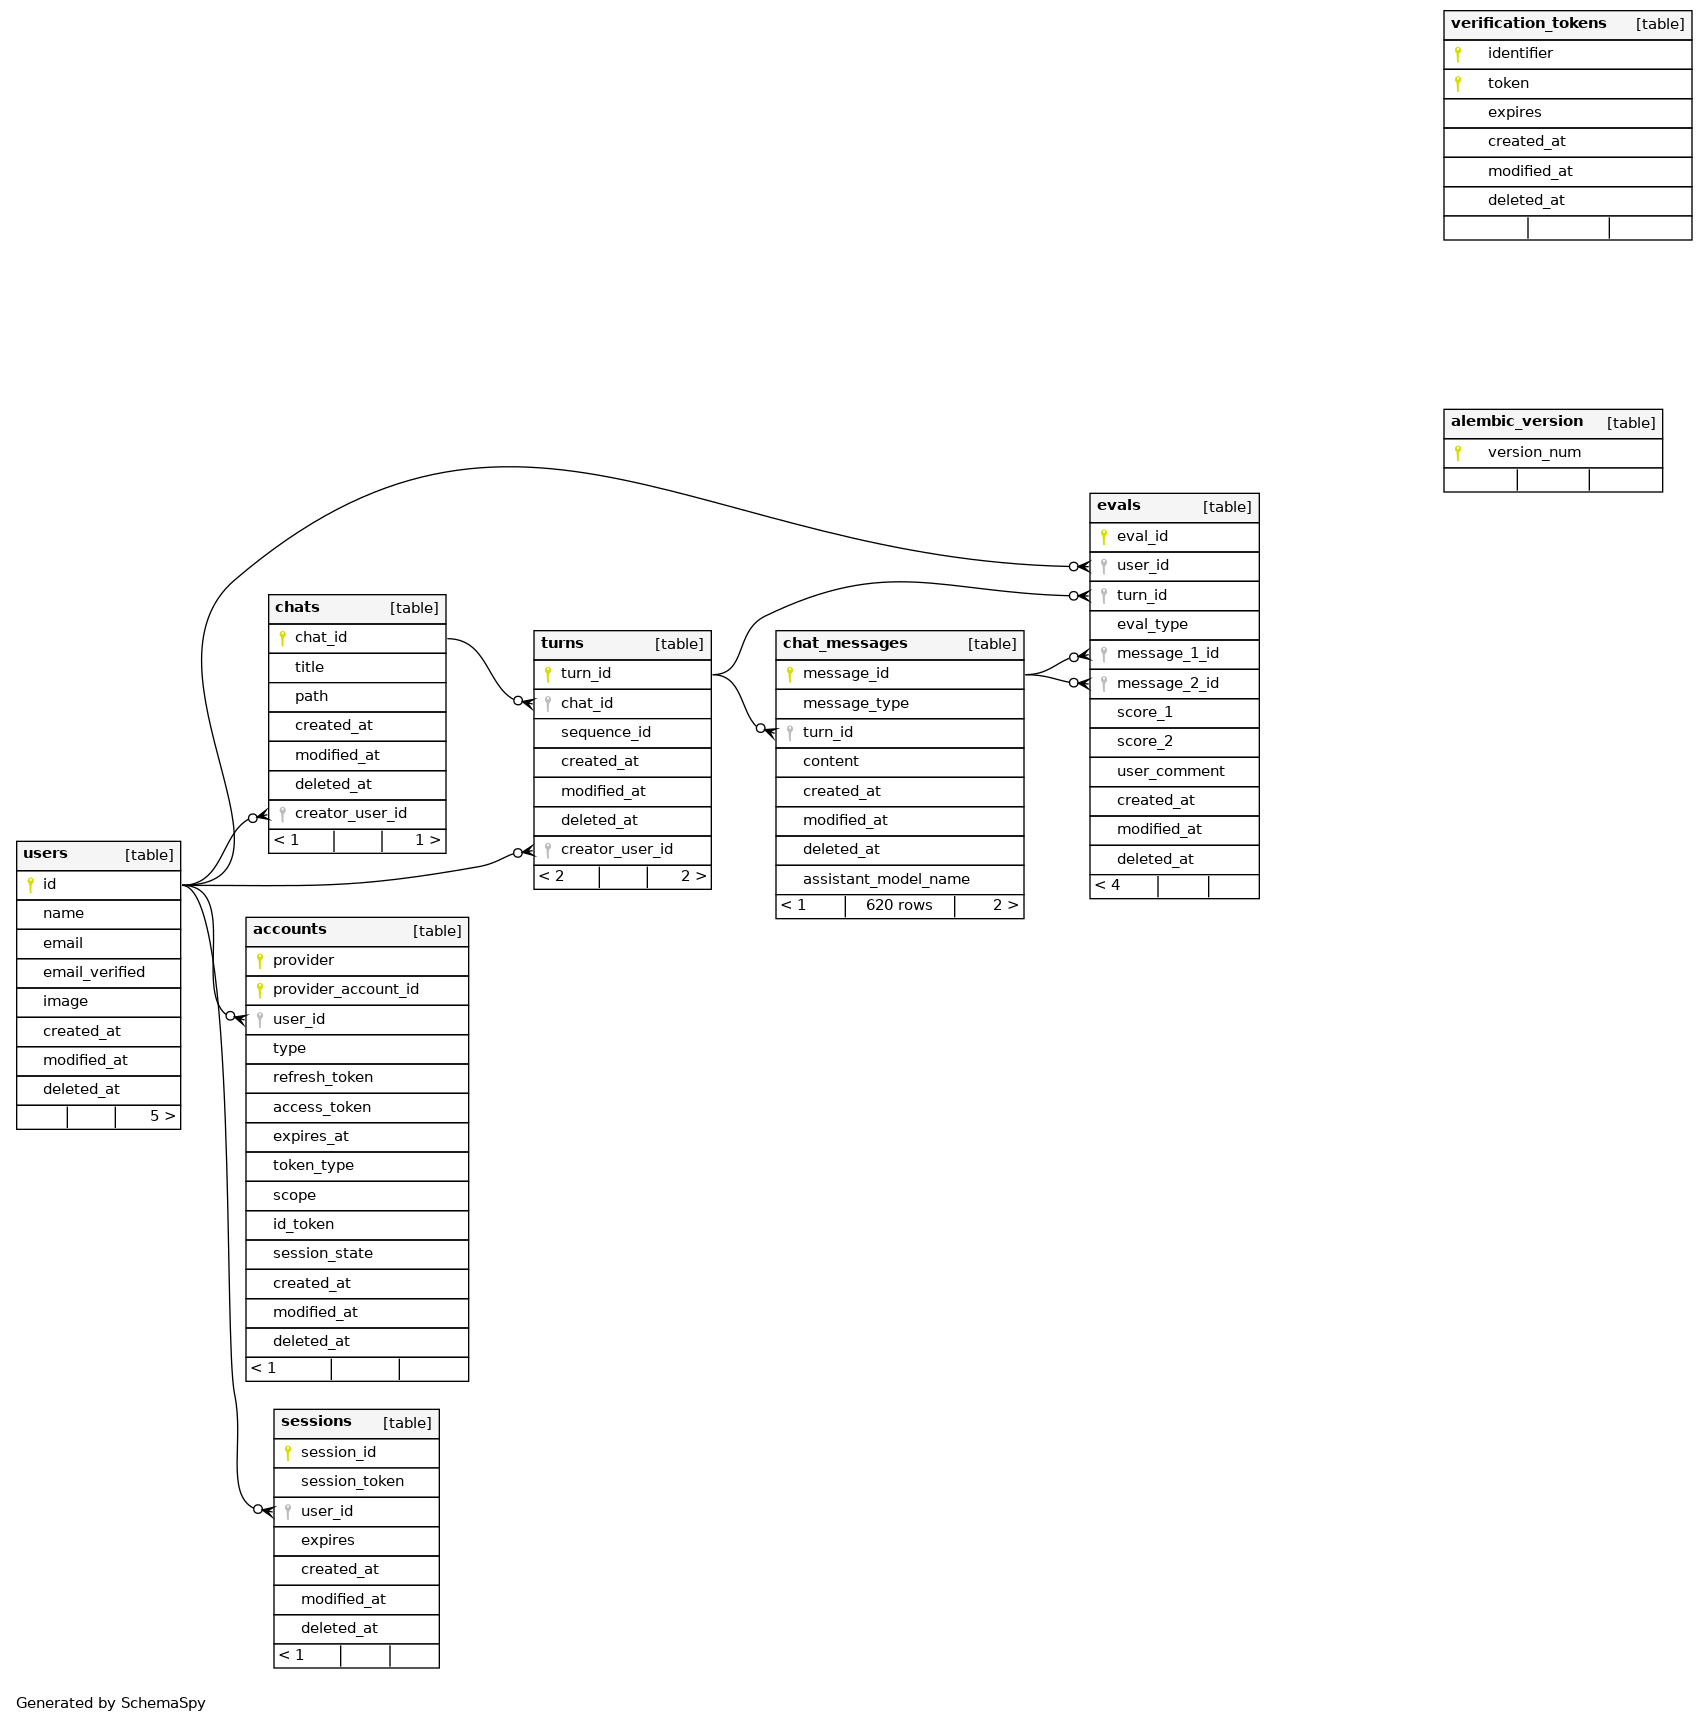 verification_tokens [table]
identifier
token
expires
created_at
modified_at
deleted_at
alembic_version [table]
version_num
evals [table]
eval_id
user_id
turn_id
eval_type
message_1_id
message_2_id
score_1
score_2
user_comment
created_at
modified_at
deleted_at
< 4
chats [table]
chat_id
title
path
created_at
modified_at
deleted_at
creator_user_id
< 1 1 >
turns [table]
turn_id
chat_id
sequence_id
created_at
modified_at
deleted_at
creator_user_id
< 2 2 >
chat_messages [table]
message_id
message_type
turn_id
content
created_at
modified_at
deleted_at
assistant_model_name
< 1 620 rows 2 >
users [table]
id
name
email
email_verified
image
created_at
modified_at
deleted_at
5 >
accounts [table]
provider
provider_account_id
user_id
type
refresh_token
access_token
expires_at
token_type
scope
id_token
session_state
created_at
modified_at
deleted_at
< 1
sessions [table]
session_id
session_token
user_id
expires
created_at
modified_at
deleted_at
< 1
Generated by SchemaSpy